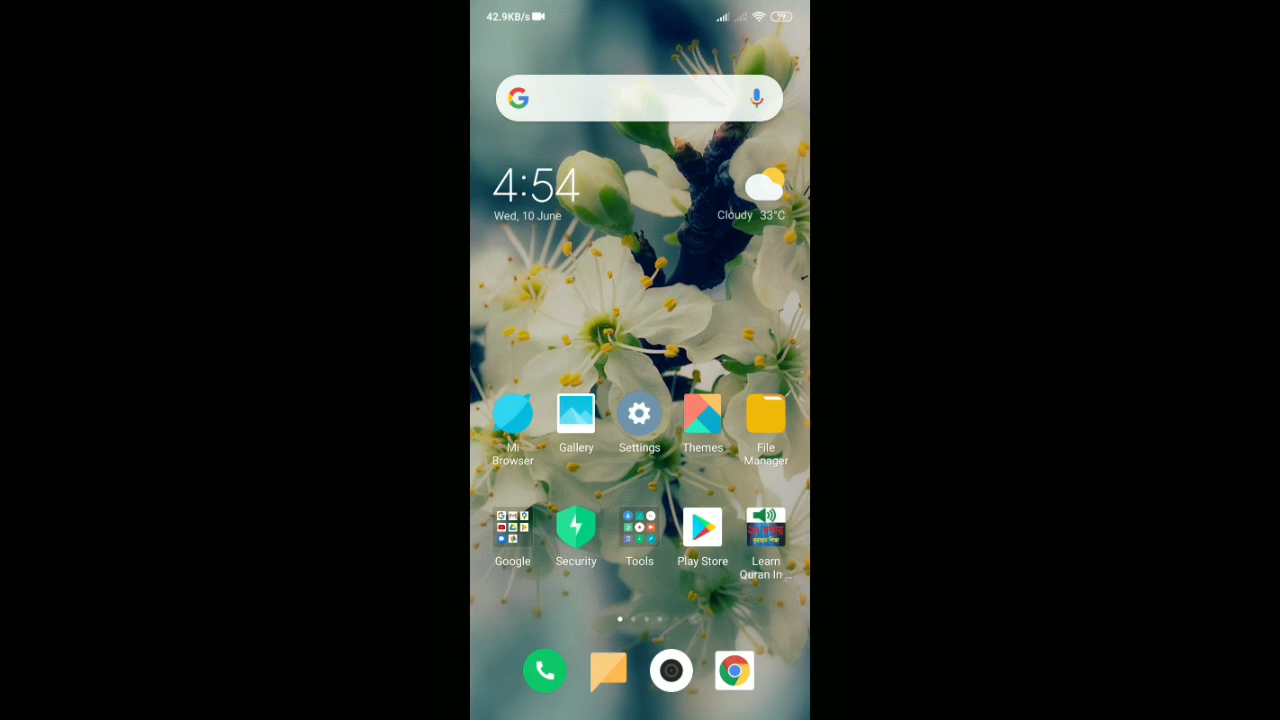 42.9KB/s
59
4:54
Wed, 10 June
Cloudy 33°C
Mi Browser
Gallery
Settings
Themes
File Manager
Google
Security
Tools
Play Store
Learn Quran In ...